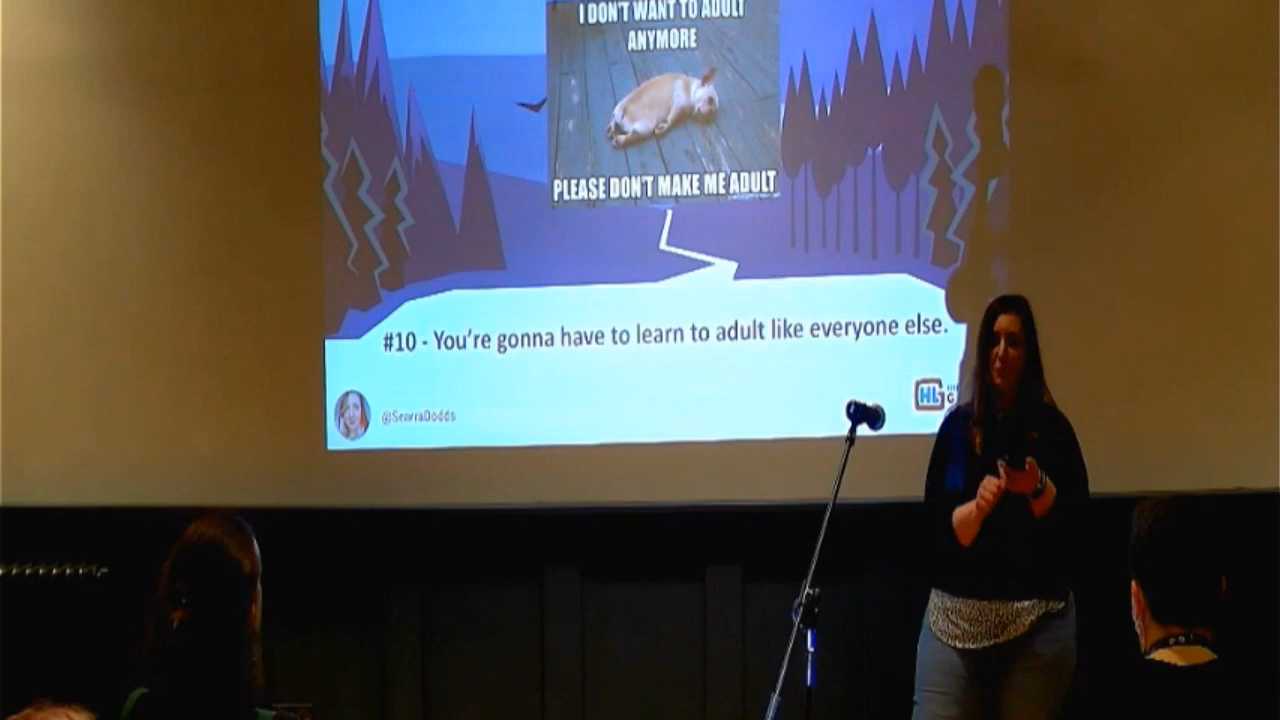 I DON'T WANT TO ADULT
ANYMORE
PLEASE DON'T MAKE ME ADULT
#10 - You're gonna have to learn to adult like everyone else.
@SearraDodds
HL
G